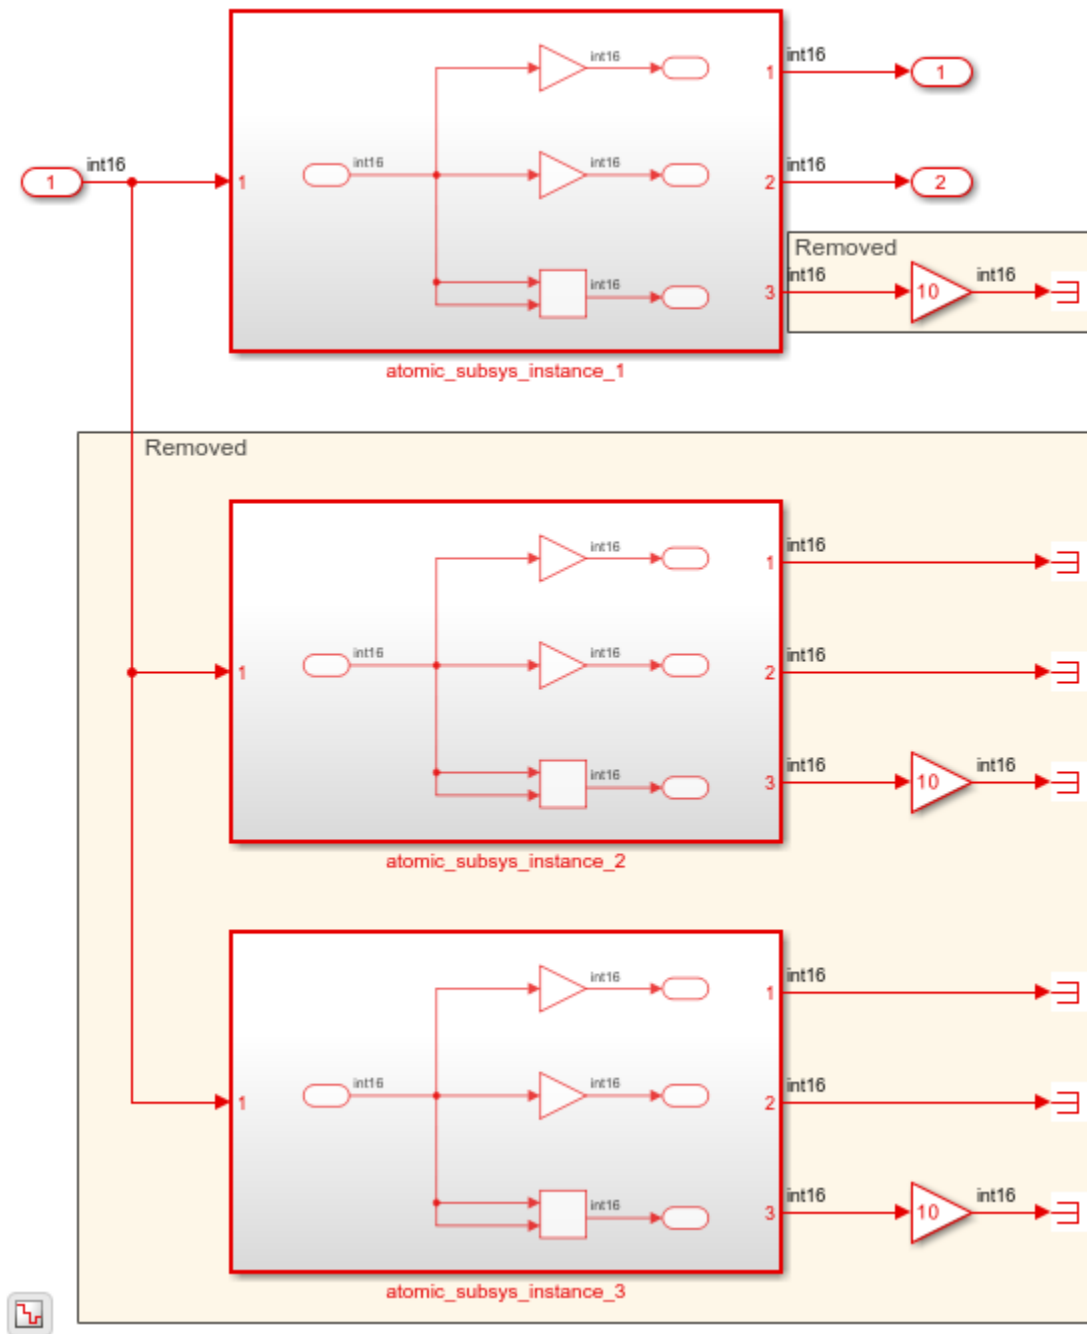 int16
1
int16
1
int16
int16
1
int16
1
int16
int16
2
int16
2
Removed
int16
3
int16
10
int16
atomic_subsys_instance_1
Removed
int16
1
int16
1
int16
int16
2
int16
int16
3
int16
10
int16
atomic_subsys_instance_2
int16
1
int16
1
int16
int16
2
int16
int16
3
int16
10
int16
atomic_subsys_instance_3